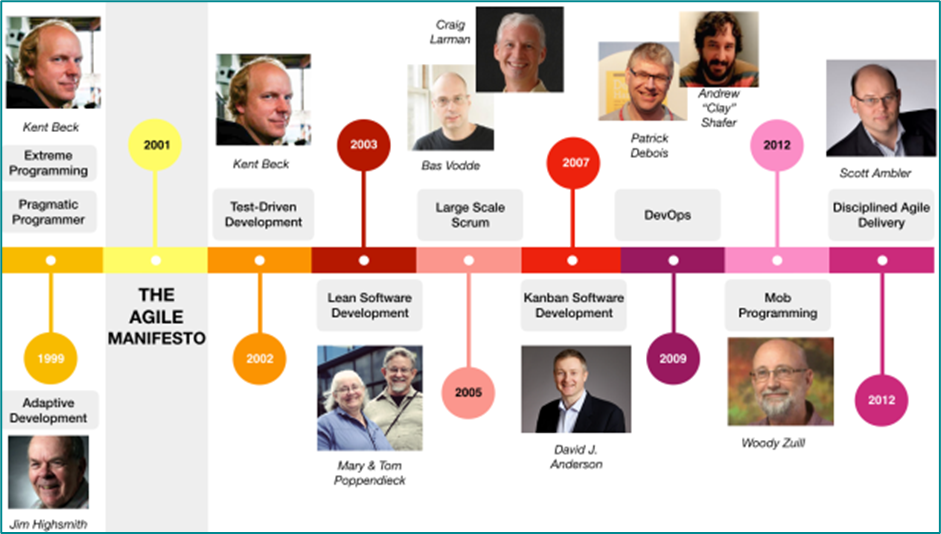 Kent Beck
Extreme
Programming
Pragmatic
Programmer
1999
Adaptive
Development
Jim Highsmith
2001
THE
AGILE
MANIFESTO
Kent Beck
Test-Driven
Development
2002
2003
Lean Software
Development
Mary & Tom
Poppendieck
Craig
Larman
Bas Vodde
Large Scale
Scrum
2005
2007
Kanban Software
Development
David J.
Anderson
Andrew
"Clay"
Shafer
Patrick
Debois
DevOps
2009
2012
Mob
Programming
Woody Zuill
Scott Ambler
Disciplined Agile
Delivery
2012